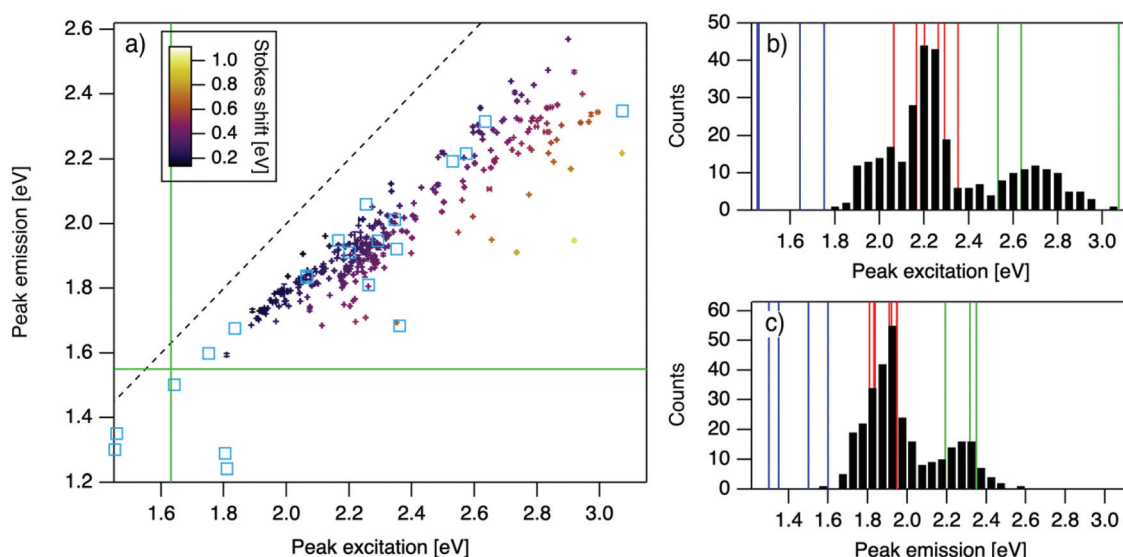 a)
Stokes shift [eV]
1.0
0.8
0.6
0.4
0.2
2.6
2.4
2.2
2.0
1.8
1.6
1.4
1.2
Peak emission [eV]
1.6 1.8 2.0 2.2 2.4 2.6 2.8 3.0
Peak excitation [eV]
b)
50
40
30
20
10
0
Counts
1.6 1.8 2.0 2.2 2.4 2.6 2.8 3.0
Peak excitation [eV]
c)
60
50
40
30
20
10
0
Counts
1.4 1.6 1.8 2.0 2.2 2.4 2.6 2.8 3.0
Peak emission [eV]